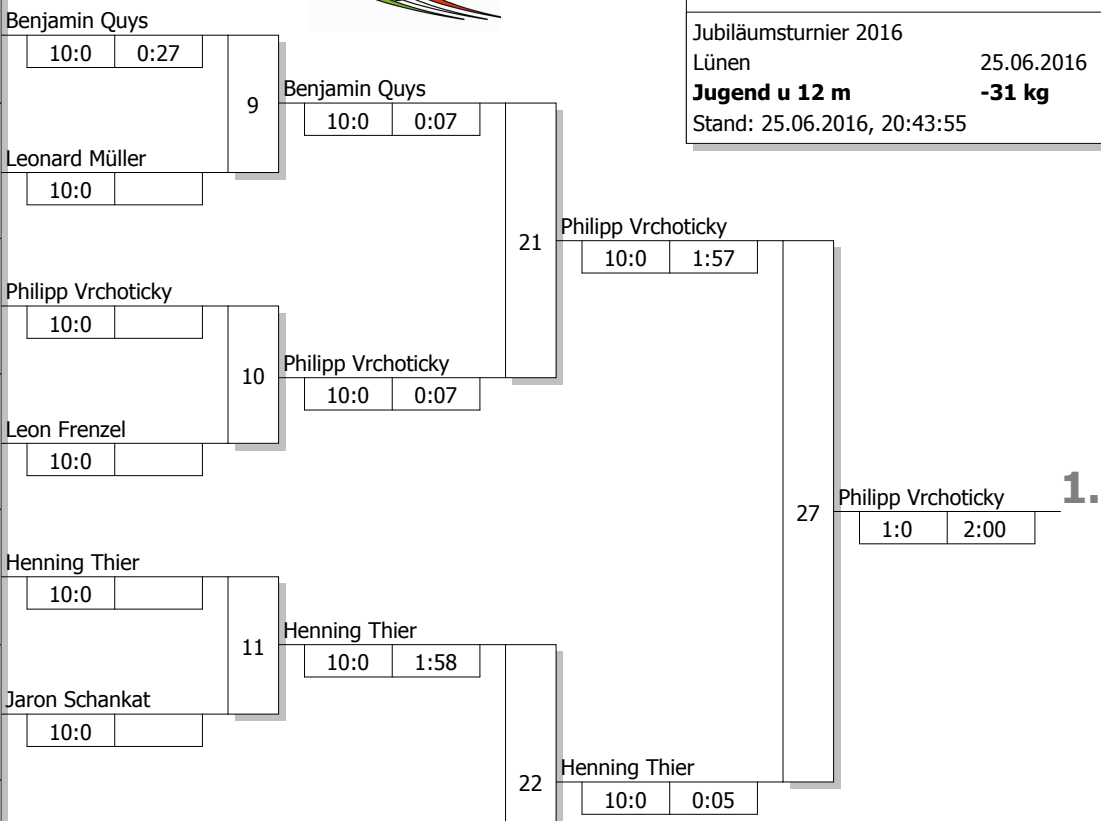 Jubiläumsturnier 2016
Lünen 25.06.2016
Jugend u 12 m -31 kg
Stand: 25.06.2016, 20:43:55
Benjamin Quys
10:0 0:27
9
Benjamin Quys
10:0 0:07
Leonard Müller
10:0
21
Philipp Vrchoticky
10:0 1:57
Philipp Vrchoticky
10:0
10
Philipp Vrchoticky
10:0 0:07
Leon Frenzel
10:0
27
Philipp Vrchoticky 1.
1:0 2:00
Henning Thier
10:0
11
Henning Thier
10:0 1:58
Jaron Schankat
10:0
22
Henning Thier
10:0 0:05